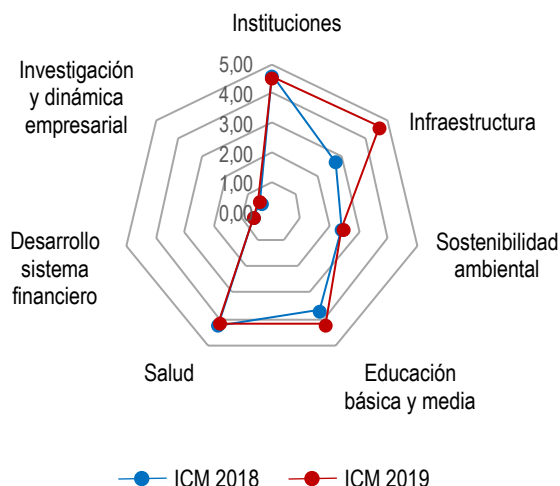 Instituciones
5,00
4,00
3,00
2,00
1,00
0,00
Investigación
y dinámica
empresarial
Infraestructura
Desarrollo
sistema
financiero
Sostenibilidad
ambiental
Salud
Educación
básica y media
ICM 2018
ICM 2019